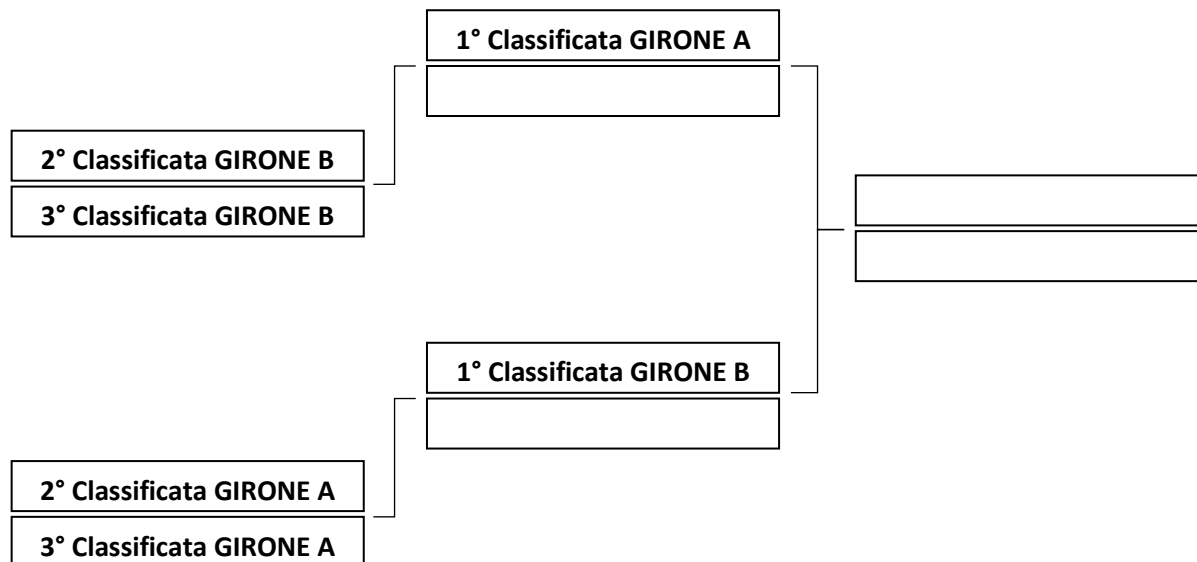 1° Classificata GIRONE A
2° Classificata GIRONE B
3° Classificata GIRONE B
1° Classificata GIRONE B
2° Classificata GIRONE A
3° Classificata GIRONE A